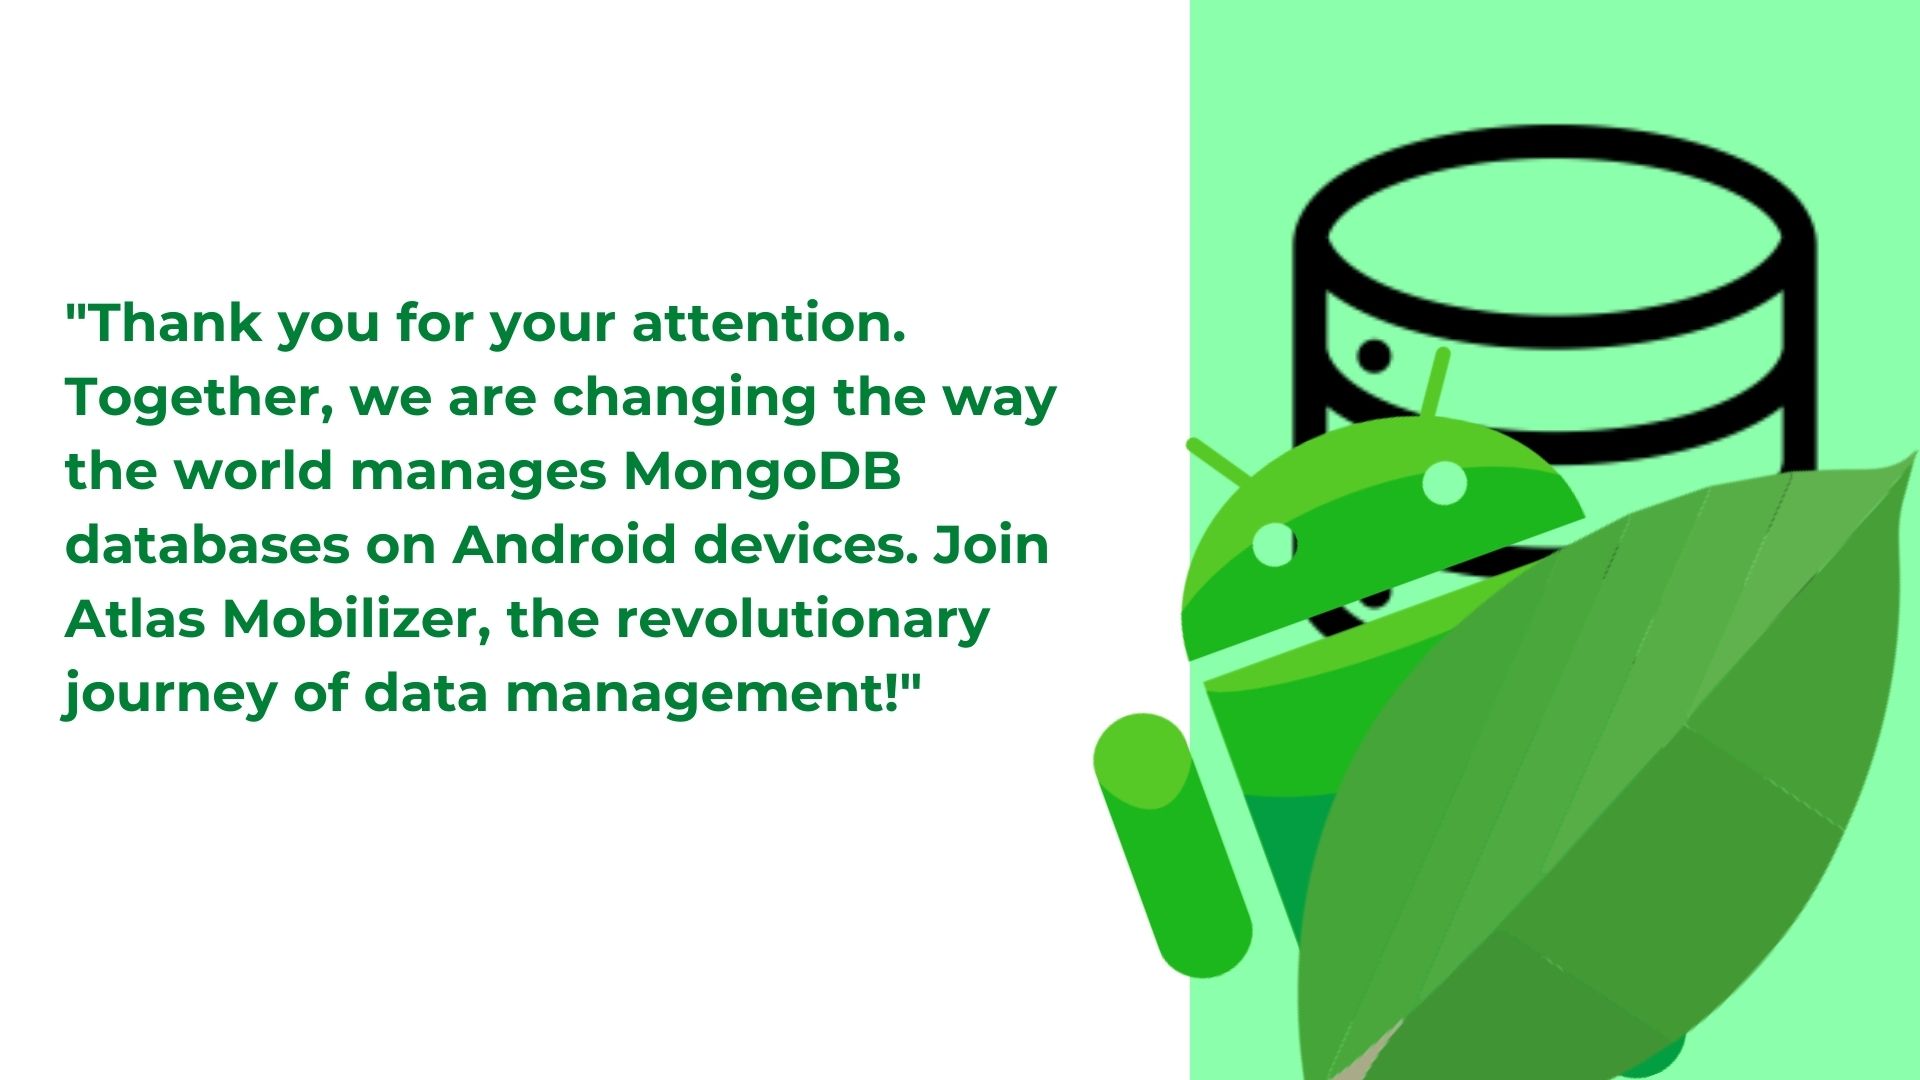 "Thank you for your attention.
Together, we are changing the way
the world manages MongoDB
databases on Android devices. Join
Atlas Mobilizer, the revolutionary
journey of data management!"